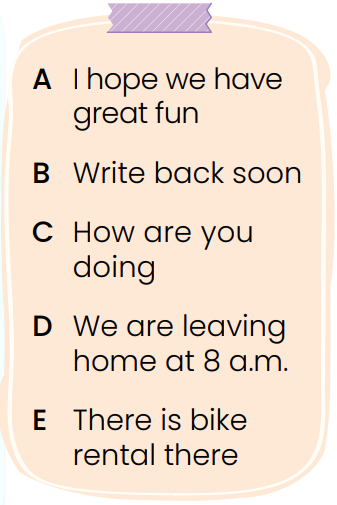 A I hope we have
great fun
B Write back soon
C How are you
doing
D We are leaving
home at 8 a.m.
E There is bike
rental there